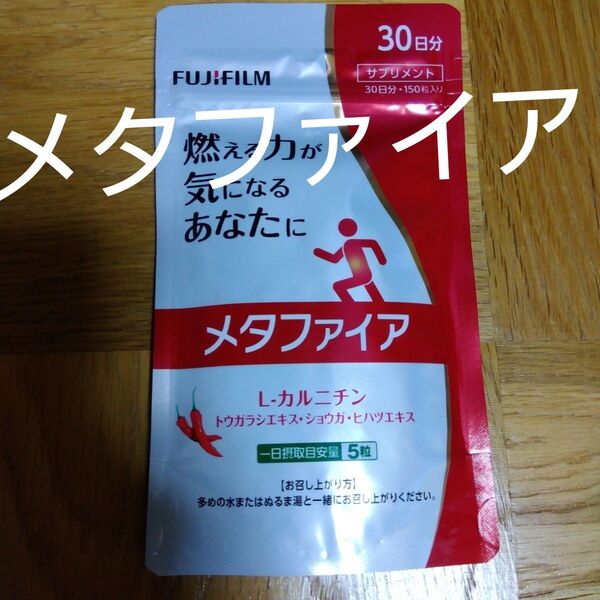 30日分
FUJIFILM
サプリメント
30日分・150粒入り
メタファイア
燃える力が
気になる
あなたに
メタファイア
L-カルニチン
トウガラシエキス・ショウガ・ヒハツエキス
一日摂取目安量 5粒
【お召し上がり方】
多めの水またはぬるま湯と一緒にお召し上がりください。